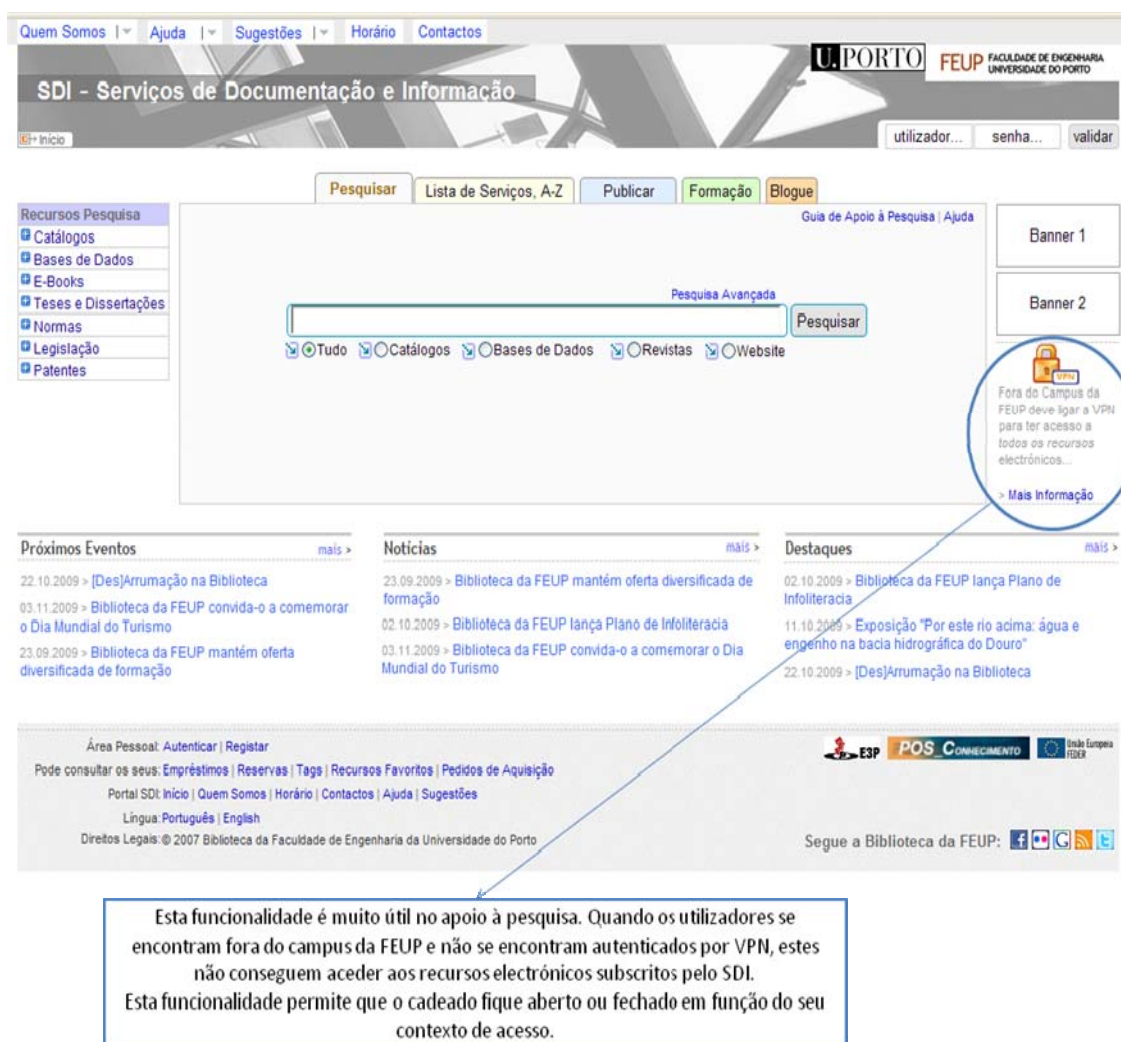 Quem Somos | Ajuda | Sugestões | Horário Contactos
U.PORTO FEUP FACULDADE DE ENGENHARIA
UNIVERSIDADE DO PORTO
SDI - Serviços de Documentação e Informação
Início
utilizador... senha... validar
Pesquisar Lista de Serviços, A-Z Publicar Formação Blogue
Recursos Pesquisa
Catálogos
Bases de Dados
E-Books
Teses e Dissertações
Normas
Legislação
Patentes
Guia de Apoio à Pesquisa | Ajuda
Pesquisa Avançada
Pesquisar
Tudo Catálogos Bases de Dados Revistas Website
Banner 1
Banner 2
VPN
Fora do Campus da
FEUP deve ligar a VPN
para ter acesso a
todos os recursos
electrónicos...
> Mais Informação
Próximos Eventos mais >
22.10.2009 > [Des]Arrumação na Biblioteca
03.11.2009 > Biblioteca da FEUP convida-o a comemorar
o Dia Mundial do Turismo
23.09.2009 > Biblioteca da FEUP mantém oferta
diversificada de formação
Notícias mais >
23.09.2009 > Biblioteca da FEUP mantém oferta diversificada de
formação
02.10.2009 > Biblioteca da FEUP lança Plano de Infoliteracia
03.11.2009 > Biblioteca da FEUP convida-o a comemorar o Dia
Mundial do Turismo
Destaques mais >
02.10.2009 > Biblioteca da FEUP lança Plano de
Infoliteracia
11.10.2009 > Exposição "Por este rio acima: água e
engenho na bacia hidrográfica do Douro"
22.10.2009 > [Des]Arrumação na Biblioteca
Área Pessoal: Autenticar | Registar
Pode consultar os seus: Empréstimos | Reservas | Tags | Recursos Favoritos | Pedidos de Aquisição
Portal SDI: Início | Quem Somos | Horário | Contactos | Ajuda | Sugestões
Língua: Português | English
Direitos Legais: © 2007 Biblioteca da Faculdade de Engenharia da Universidade do Porto
E3P POS_CONHECIMENTO União Europeia
FEDER
Segue a Biblioteca da FEUP: f G t
Esta funcionalidade é muito útil no apoio à pesquisa. Quando os utilizadores se
encontram fora do campus da FEUP e não se encontram autenticados por VPN, estes
não conseguem aceder aos recursos electrónicos subscritos pelo SDI.
Esta funcionalidade permite que o cadeado fique aberto ou fechado em função do seu
contexto de acesso.